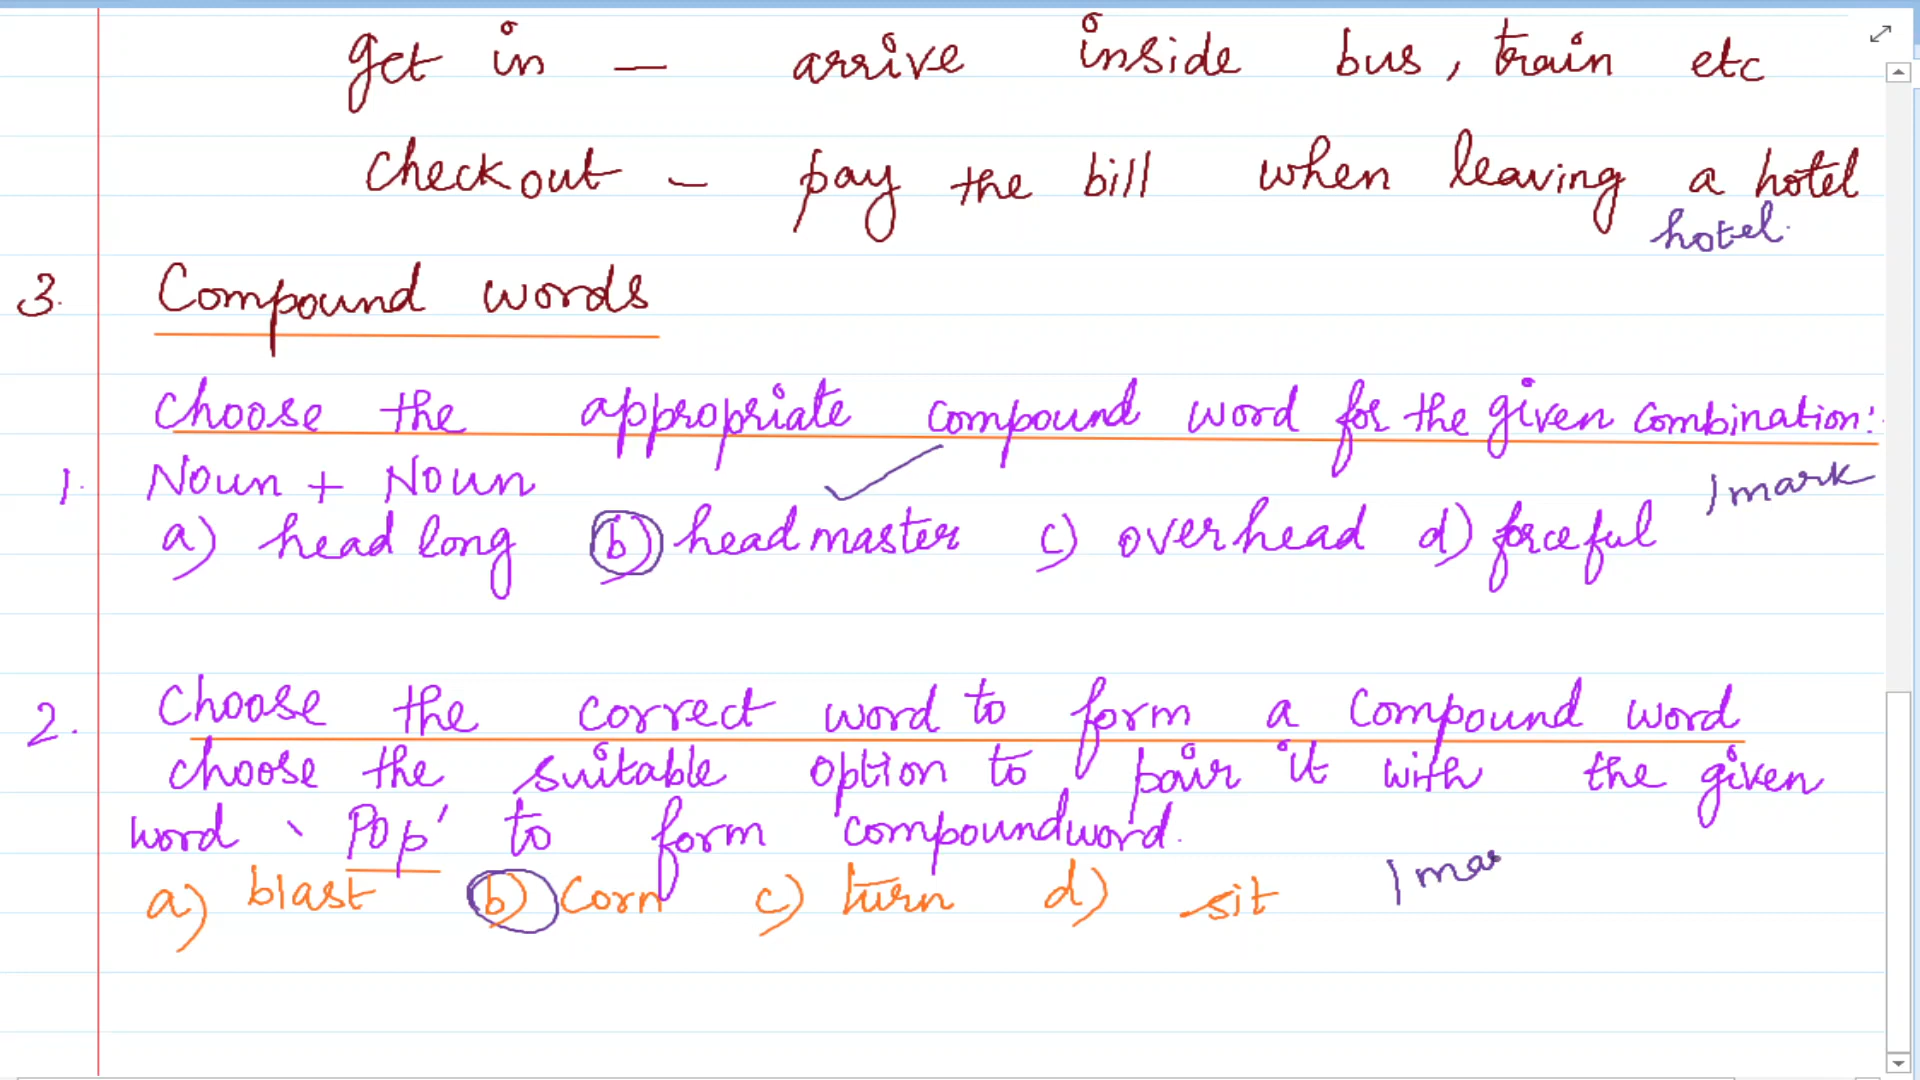 get in — arrive inside bus, train etc
checkout – pay the bill when leaving a hotel
hotel.
3. Compound words
choose the appropriate compound word for the given combination:
1. Noun + Noun
1 mark
a) head long b) headmaster c) overhead d) forceful
2. choose the correct word to form a compound word
choose the suitable option to pair it with the given
word ‵Pop′ to form compoundword.
a) blast b) corn c) turn d) sit 1 mar